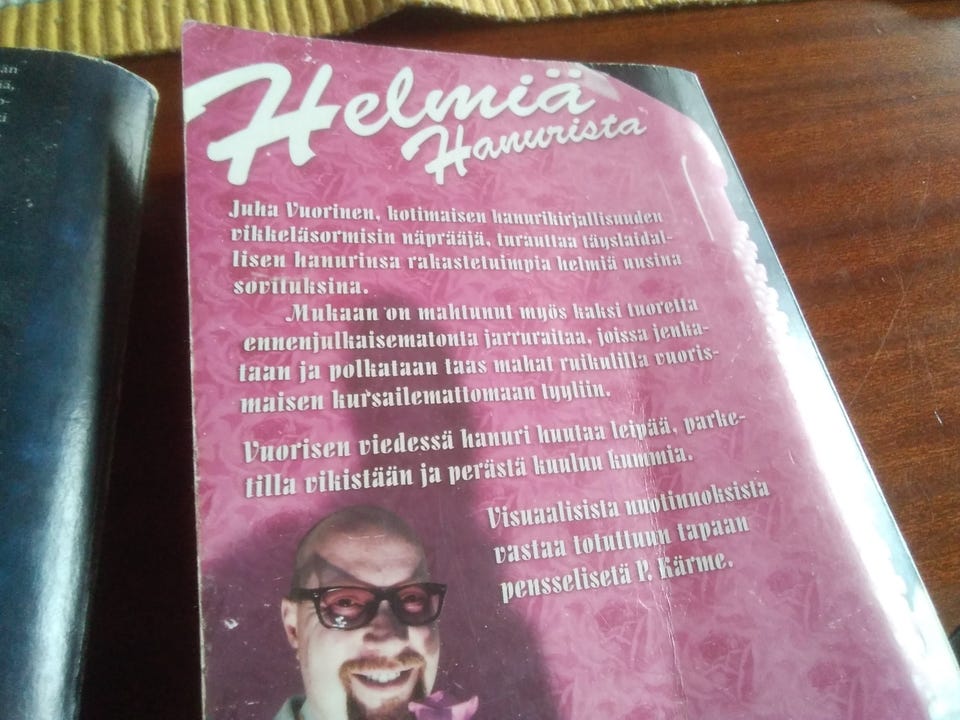 än
Helmiä
Hanurista
Juha Vuorinen, kotimaisen hanurikirjallisuuden
vikkeläsormisin näprääjä, turauttaa täyslaidal-
lisen hanurinsa rakastetuimpia helmiä uusina
sovituksina.
Mukaan on mahtunut myös kaksi tuoretta
ennenjulkaisematonta jarruraitaa, joissa jenka-
taan ja polkataan taas mahat ruikulilla vuoris-
maisen kursailemattomaan tyyliin.
Vuorisen viedessä hanuri huutaa leipää, parke-
tilla vikistään ja perästä kuuluu kummia.
Visuaalisista nuotinnoksista
vastaa totuttuun tapaan
pensselisetä P. Kärme.